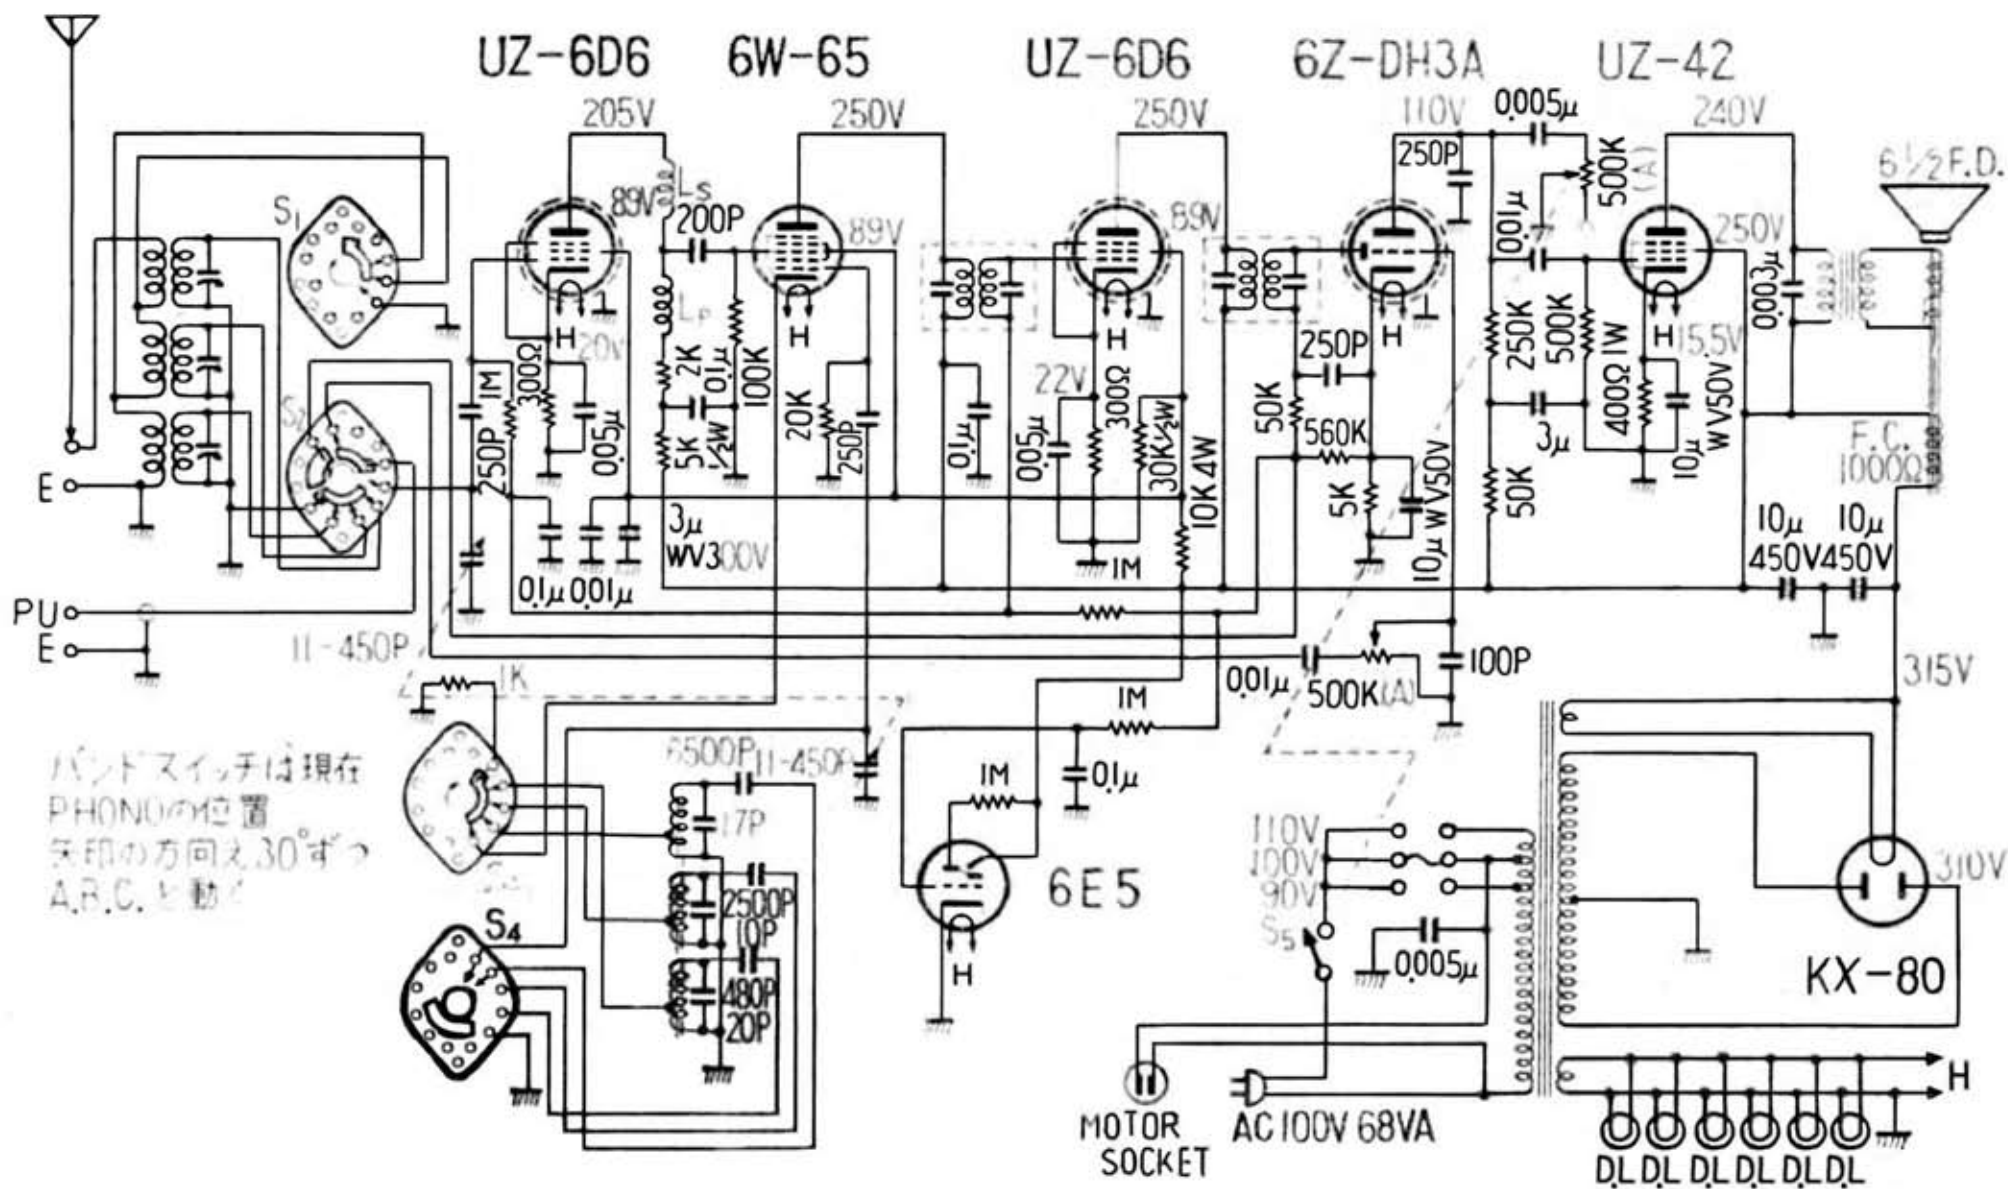 UZ-6D6
6W-65
UZ-6D6
6Z-DH3A
UZ-42
205V
250V
250V
110V
0.005μ
240V
250P
500K
(A)
6 1/2 F.D.
S1
89V
Ls
200P
89V
89V
0.01μ
250V
0.003μ
Lp
H
H
H
H
H
20V
300Ω
1M
2K
0.1μ
100K
22V
250P
250K
500K
400Ω 1W
15.5V
S2
250P
0.05μ
5K
1/2W
20K
250P
0.1μ
0.05μ
300Ω
30K 1/2W
10K 4W
50K
560K
5K
10μ WV50V
3μ
50K
10μ
WV50V
F.C.
1000Ω
E
3μ
WV300V
10μ
450V
10μ
450V
0.1μ
0.01μ
1M
PU
E
11-450P
1K
0.01μ
500K(A)
100P
315V
1M
バンドスイッチは現在
PHONOの位置
矢印の方向え30°ずつ
A.B.C.と動く
6500P
11-450P
17P
1M
0.1μ
110V
100V
90V
310V
6E5
2500P
10P
S4
S5
0.005μ
KX-80
H
480P
20P
MOTOR
SOCKET
AC100V 68VA
H
D.L
D.L
D.L
D.L
D.L
D.L